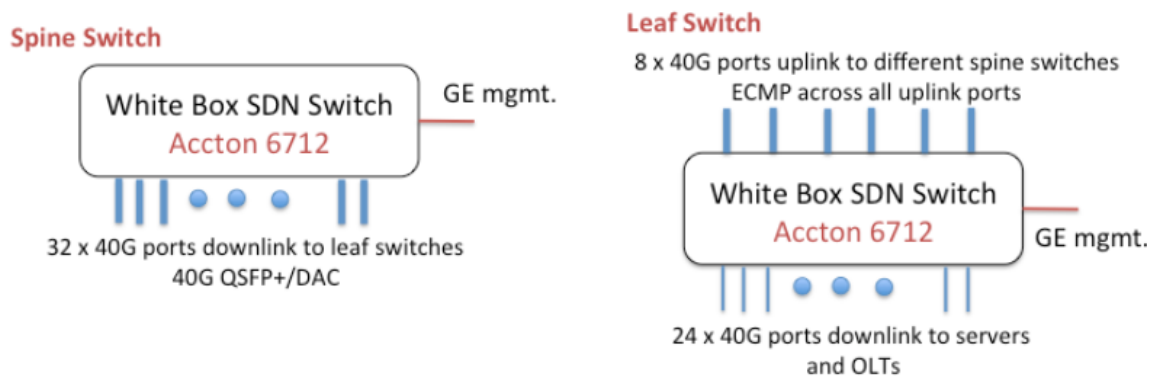 Spine Switch
White Box SDN Switch
Accton 6712
GE mgmt.
32 x 40G ports downlink to leaf switches
40G QSFP+/DAC
Leaf Switch
8 x 40G ports uplink to different spine switches
ECMP across all uplink ports
White Box SDN Switch
Accton 6712
GE mgmt.
24 x 40G ports downlink to servers
and OLTs